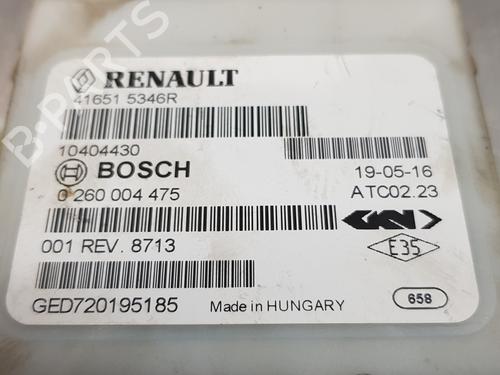 RENAULT
41651 5346R
10404430
BOSCH
19-05-16
0 260 004 475
ATC02.23
GKN
001 REV. 8713
E35
GED720195185
Made in HUNGARY
658
B-PARTS